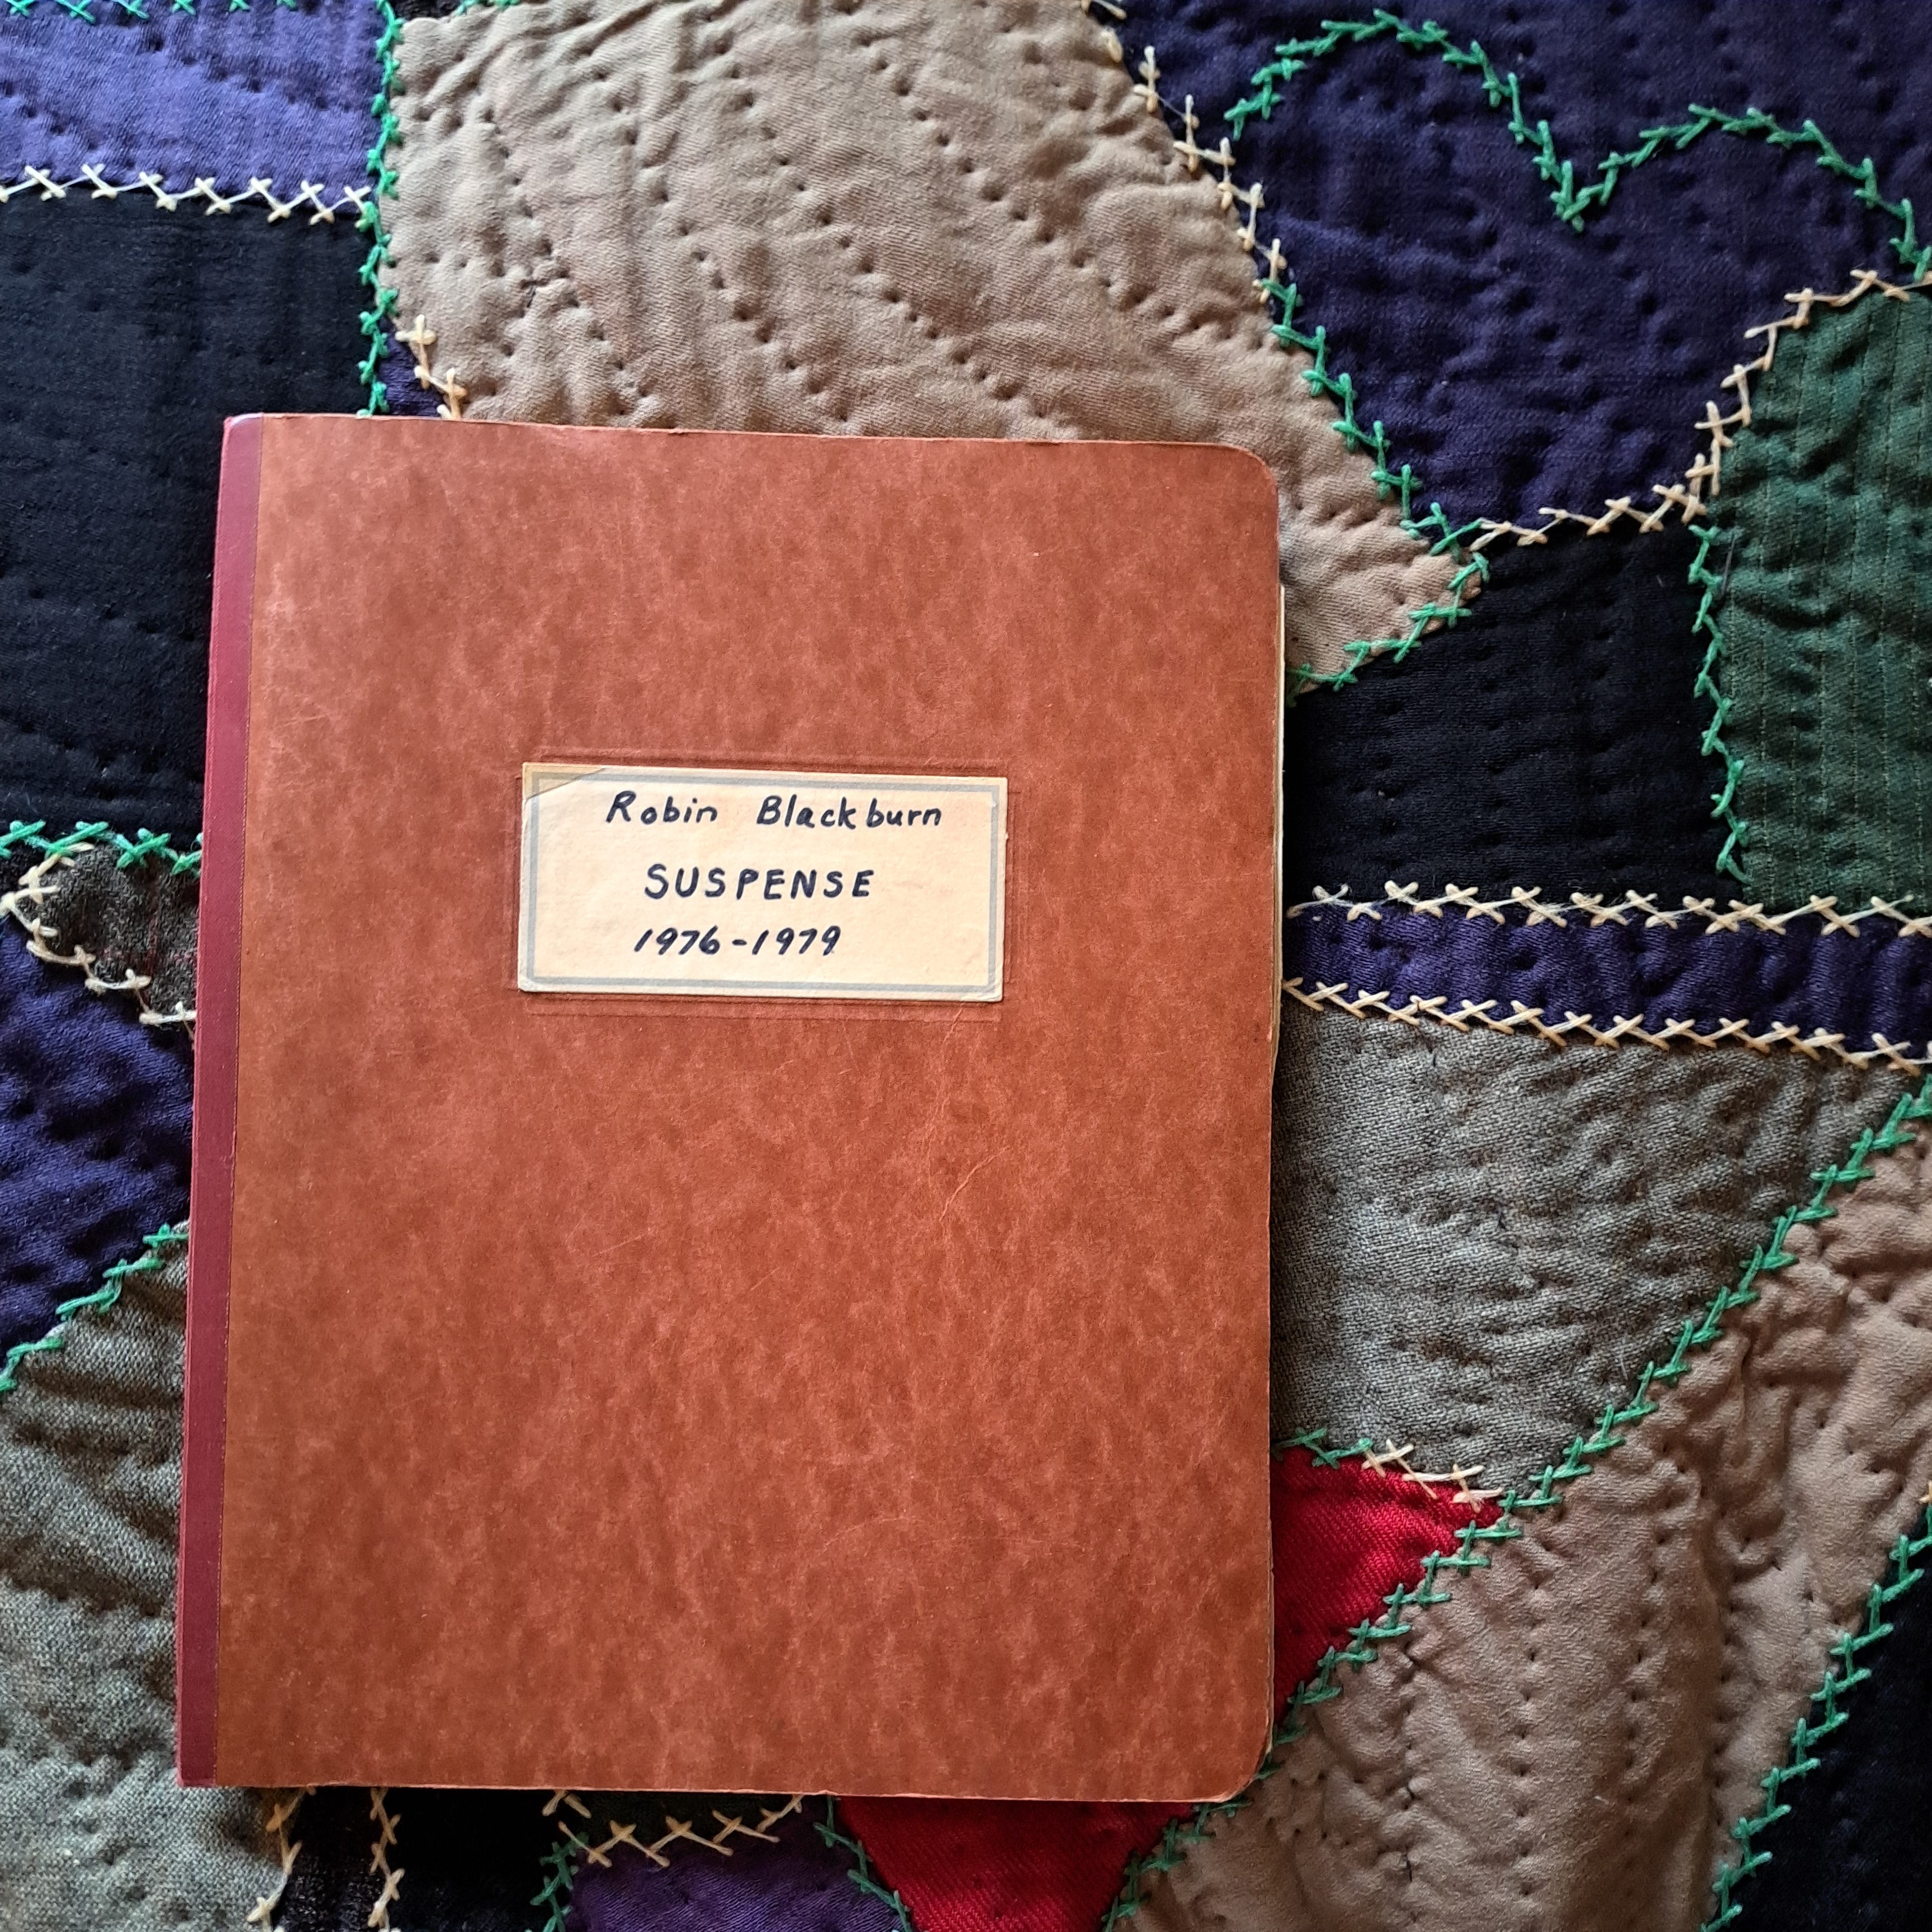 Robin Blackburn
SUSPENSE
1976-1979